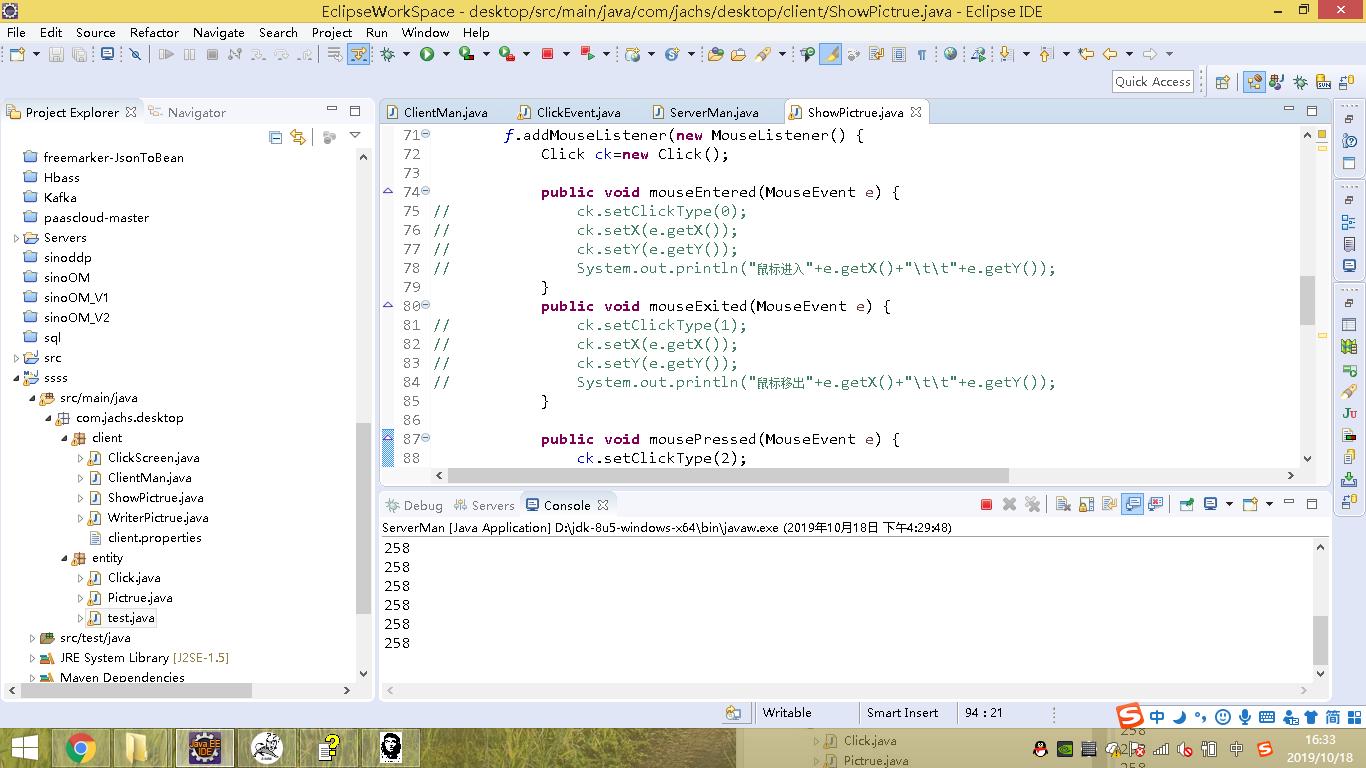 EclipseWorkSpace - desktop/src/main/java/com/jachs/desktop/client/ShowPictrue.java - Eclipse IDE
File Edit Source Refactor Navigate Search Project Run Window Help
Quick Access
Project Explorer
Navigator
freemarker-JsonToBean
Hbass
Kafka
paascloud-master
Servers
sinoddp
sinoOM
sinoOM_V1
sinoOM_V2
sql
src
ssss
src/main/java
com.jachs.desktop
client
ClickScreen.java
ClientMan.java
ShowPictrue.java
WriterPictrue.java
client.properties
entity
Click.java
Pictrue.java
test.java
src/test/java
JRE System Library [J2SE-1.5]
Maven Dependencies
ClientMan.java ClickEvent.java ServerMan.java ShowPictrue.java
71 f.addMouseListener(new MouseListener() {
72 Click ck=new Click();
73
74 public void mouseEntered(MouseEvent e) {
75 // ck.setClickType(0);
76 // ck.setX(e.getX());
77 // ck.setY(e.getY());
78 // System.out.println("鼠标进入"+e.getX()+"\t\t"+e.getY());
79 }
80 public void mouseExited(MouseEvent e) {
81 // ck.setClickType(1);
82 // ck.setX(e.getX());
83 // ck.setY(e.getY());
84 // System.out.println("鼠标移出"+e.getX()+"\t\t"+e.getY());
85 }
86
87 public void mousePressed(MouseEvent e) {
88 ck.setClickType(2);
Debug Servers Console
ServerMan [Java Application] D:\jdk-8u5-windows-x64\bin\javaw.exe (2019年10月18日 下午4:29:48)
258
258
258
258
258
258
Writable Smart Insert 94 : 21
中 简
Java EE
IDE
Click.java
Pictrue.java
258
中
16:33
2019/10/18